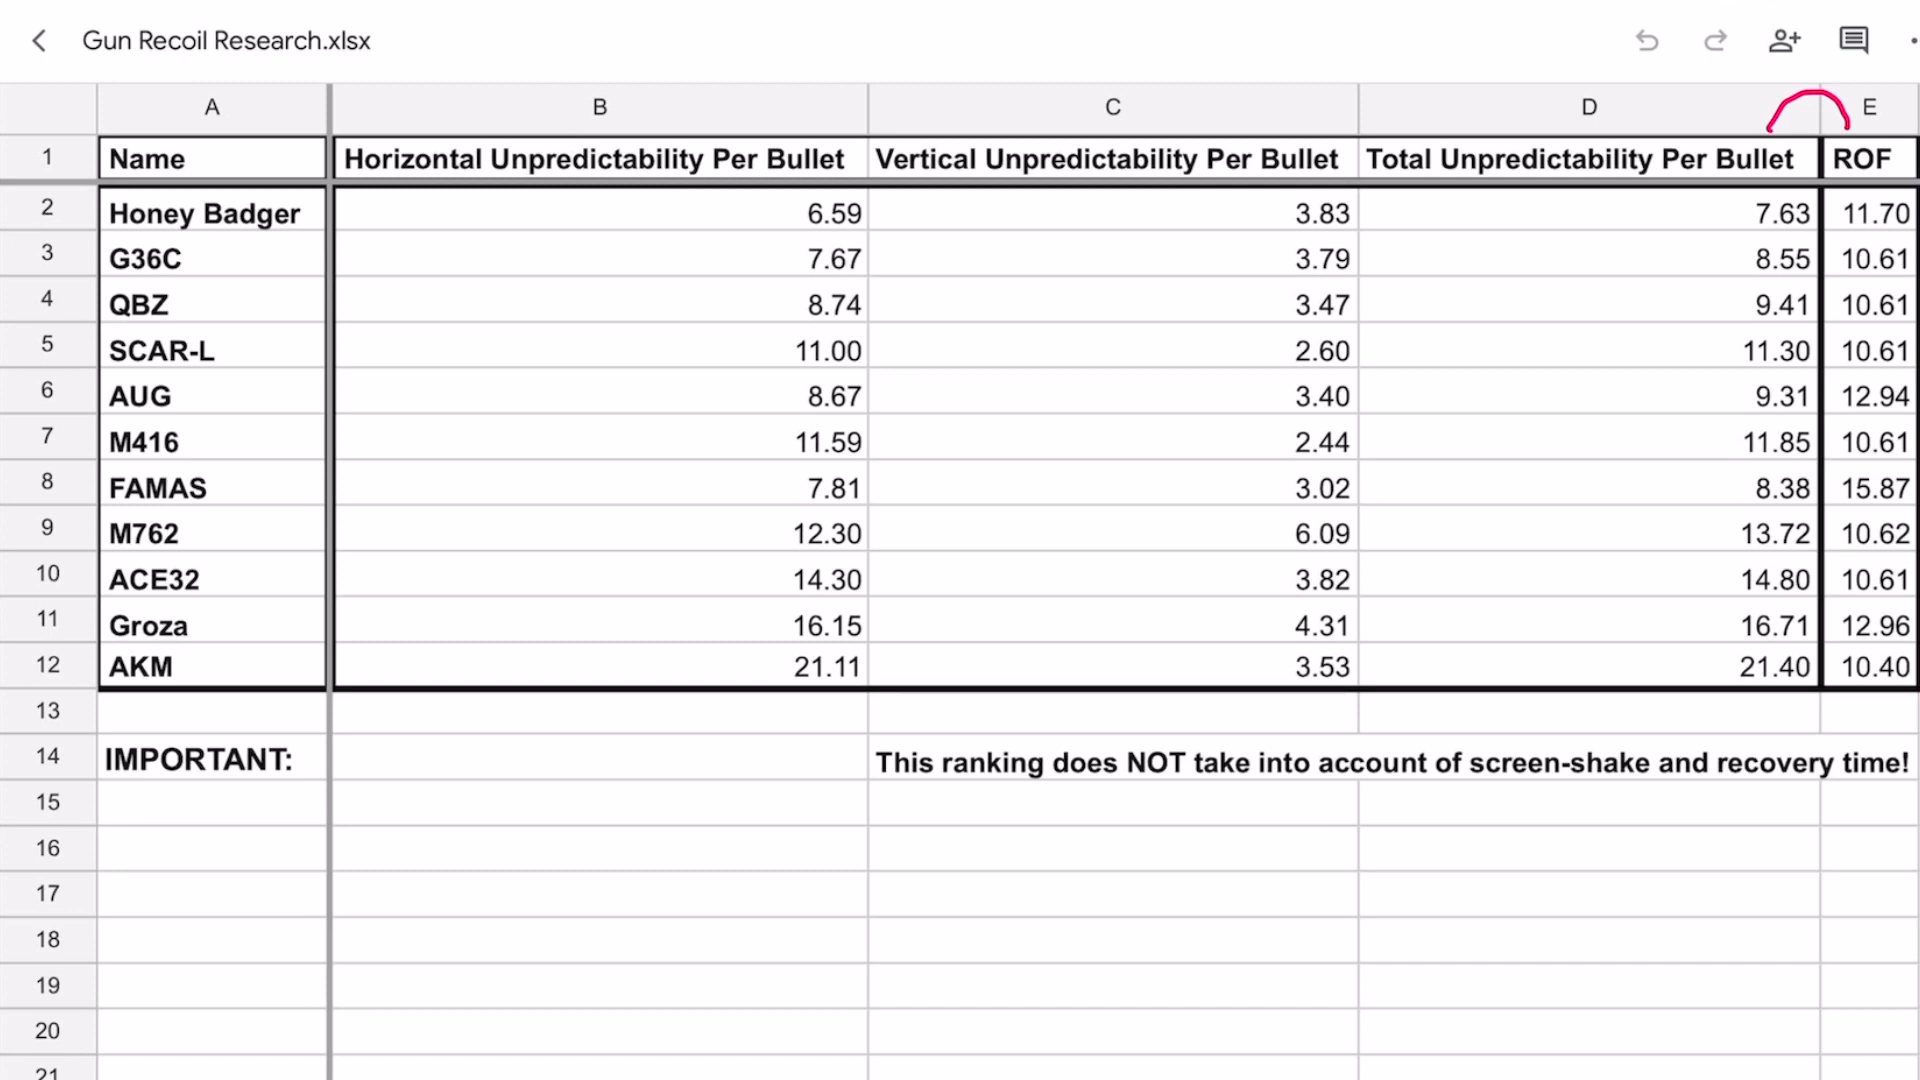 Gun Recoil Research.xlsx
A B C D E
1 Name Horizontal Unpredictability Per Bullet Vertical Unpredictability Per Bullet Total Unpredictability Per Bullet ROF
2 Honey Badger 6.59 3.83 7.63 11.70
3 G36C 7.67 3.79 8.55 10.61
4 QBZ 8.74 3.47 9.41 10.61
5 SCAR-L 11.00 2.60 11.30 10.61
6 AUG 8.67 3.40 9.31 12.94
7 M416 11.59 2.44 11.85 10.61
8 FAMAS 7.81 3.02 8.38 15.87
9 M762 12.30 6.09 13.72 10.62
10 ACE32 14.30 3.82 14.80 10.61
11 Groza 16.15 4.31 16.71 12.96
12 AKM 21.11 3.53 21.40 10.40
13
14 IMPORTANT: This ranking does NOT take into account of screen-shake and recovery time!
15
16
17
18
19
20
21